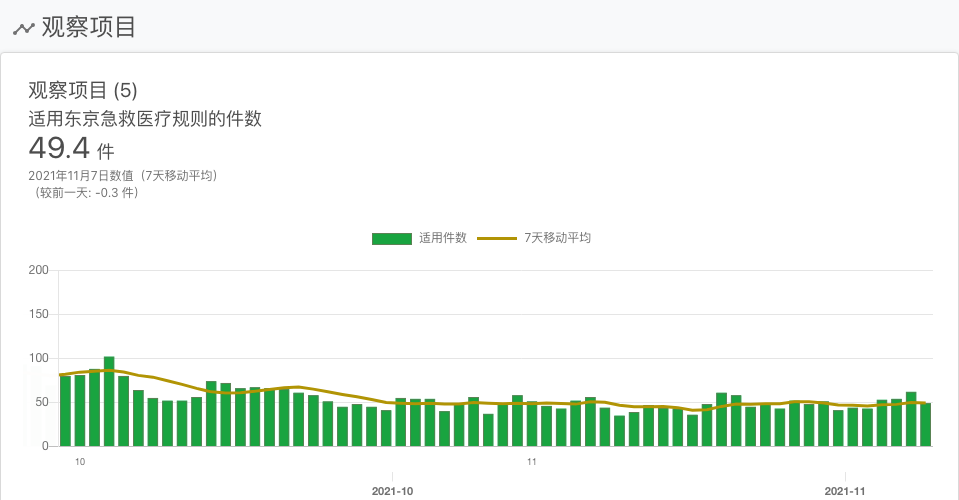 观察项目
观察项目 (5)
适用东京急救医疗规则的件数
49.4 件
2021年11月7日数值（7天移动平均）
（较前一天: -0.3 件）
适用件数 7天移动平均
200
150
100
50
0
10 11
2021-10 2021-11